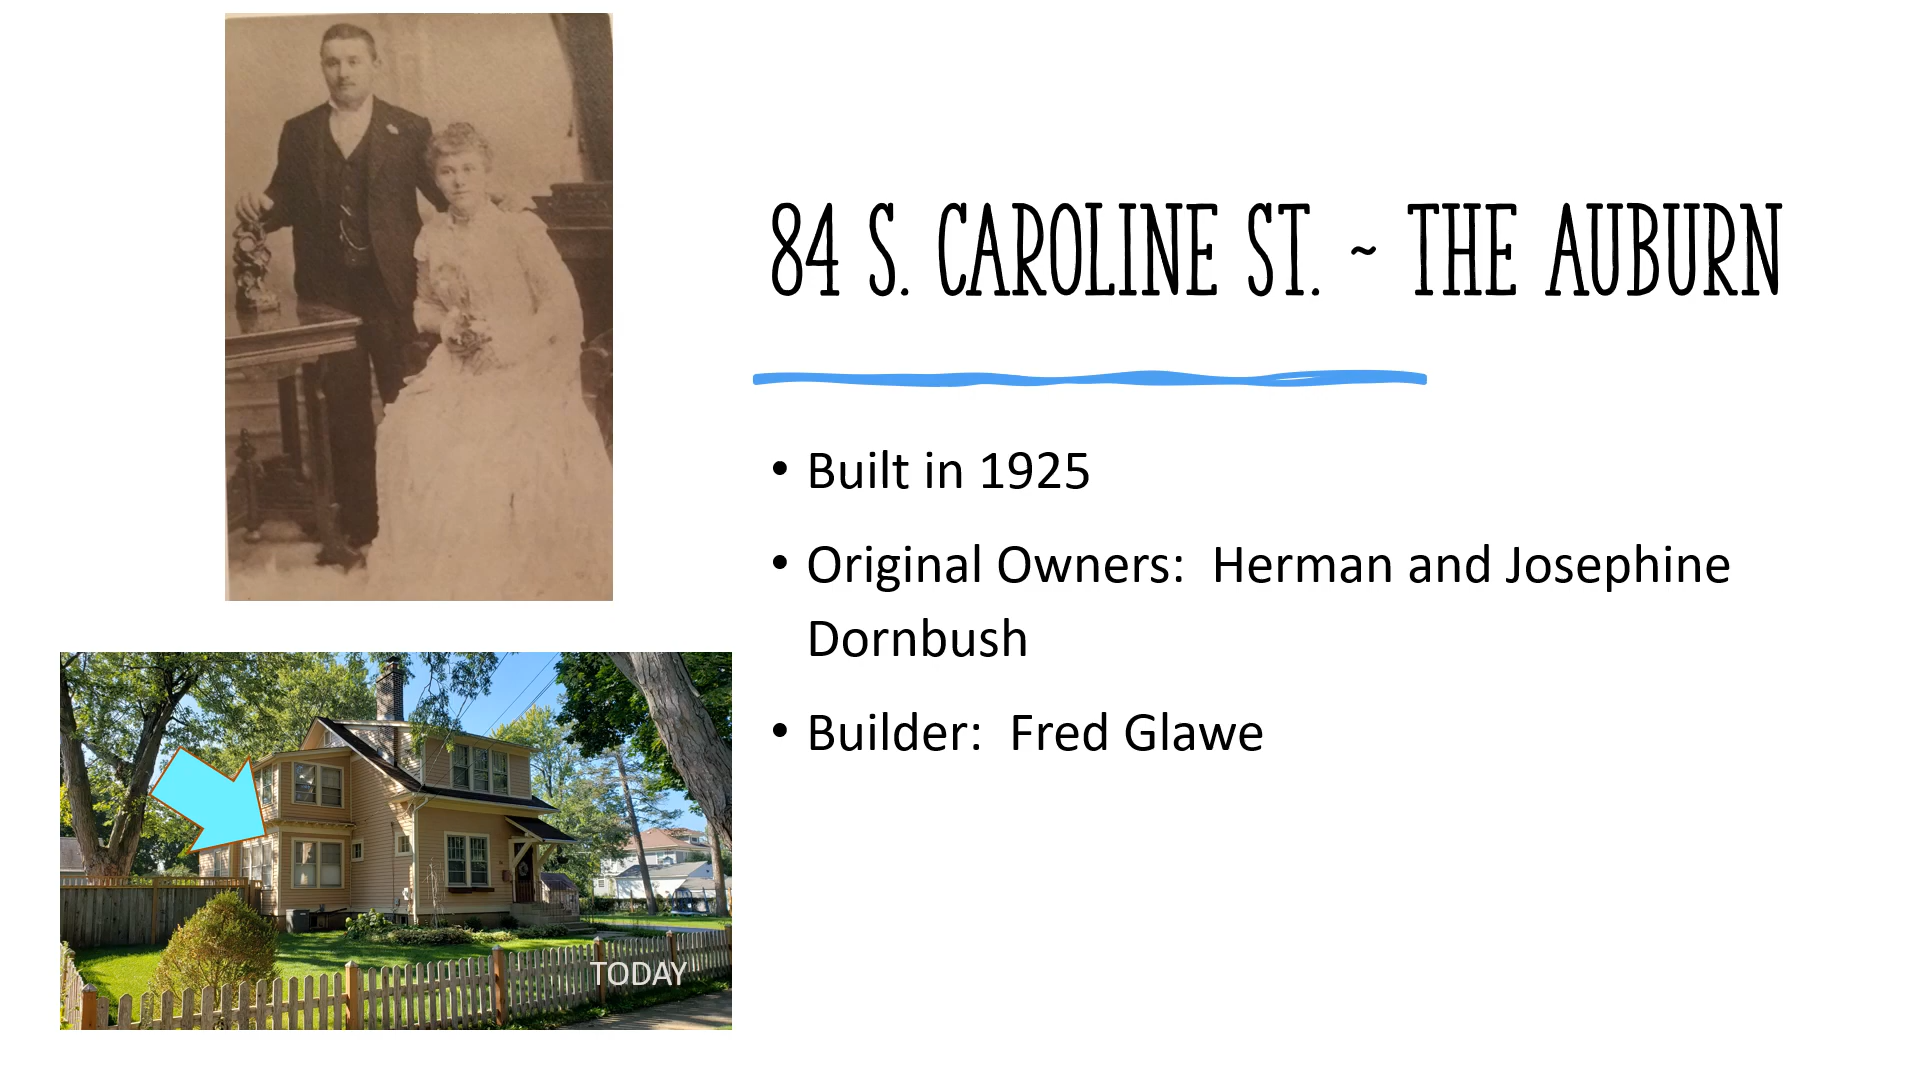 84 S. CAROLINE ST. ~ THE AUBURN
• Built in 1925
• Original Owners:  Herman and Josephine
Dornbush
• Builder:  Fred Glawe
TODAY